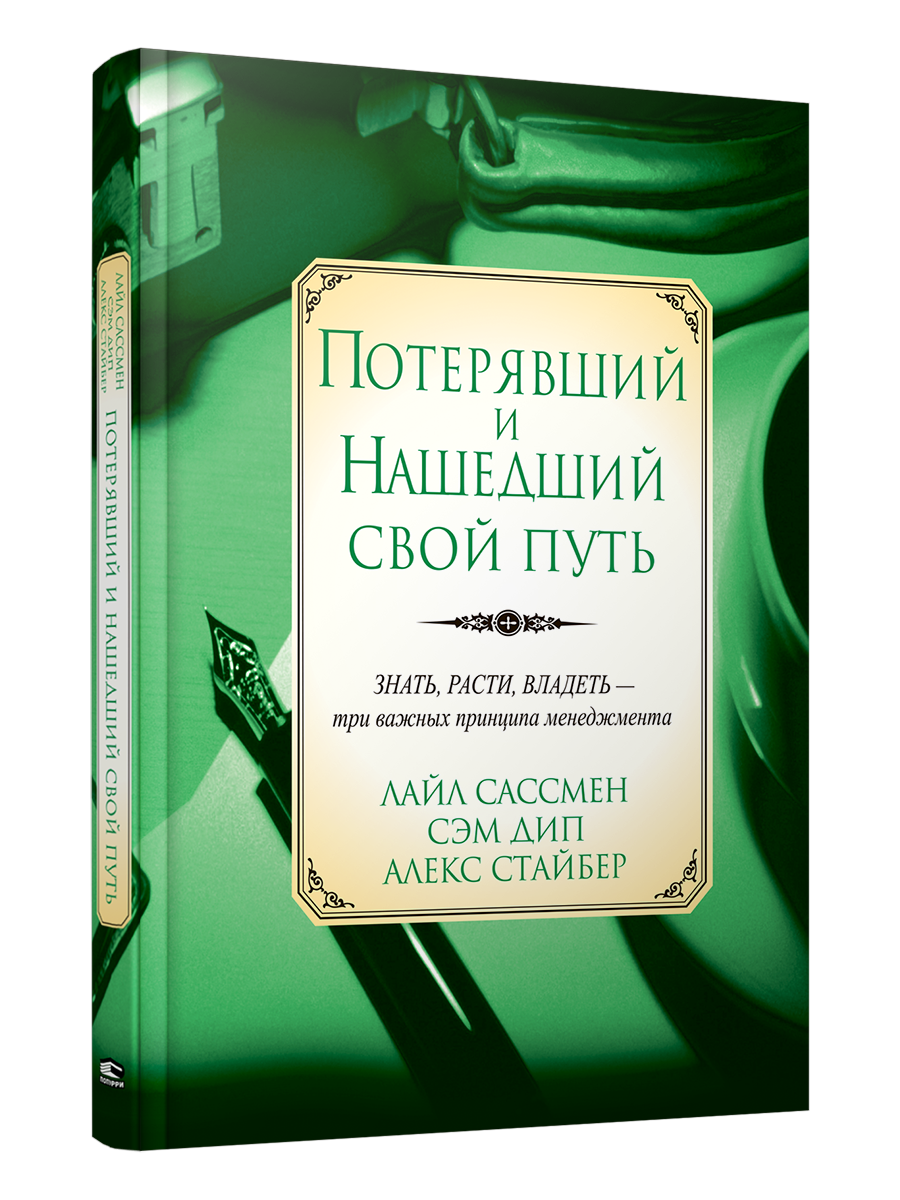 Потерявший
и
Нашедший
свой путь
ЗНАТЬ, РАСТИ, ВЛАДЕТЬ —
три важных принципа менеджмента
ЛАЙЛ САССМЕН
СЭМ ДИП
АЛЕКС СТАЙБЕР
ЛАЙЛ САССМЕН
СЭМ ДИП
АЛЕКС СТАЙБЕР
ПОТЕРЯВШИЙ И НАШЕДШИЙ СВОЙ ПУТЬ
ПОПУРРИ